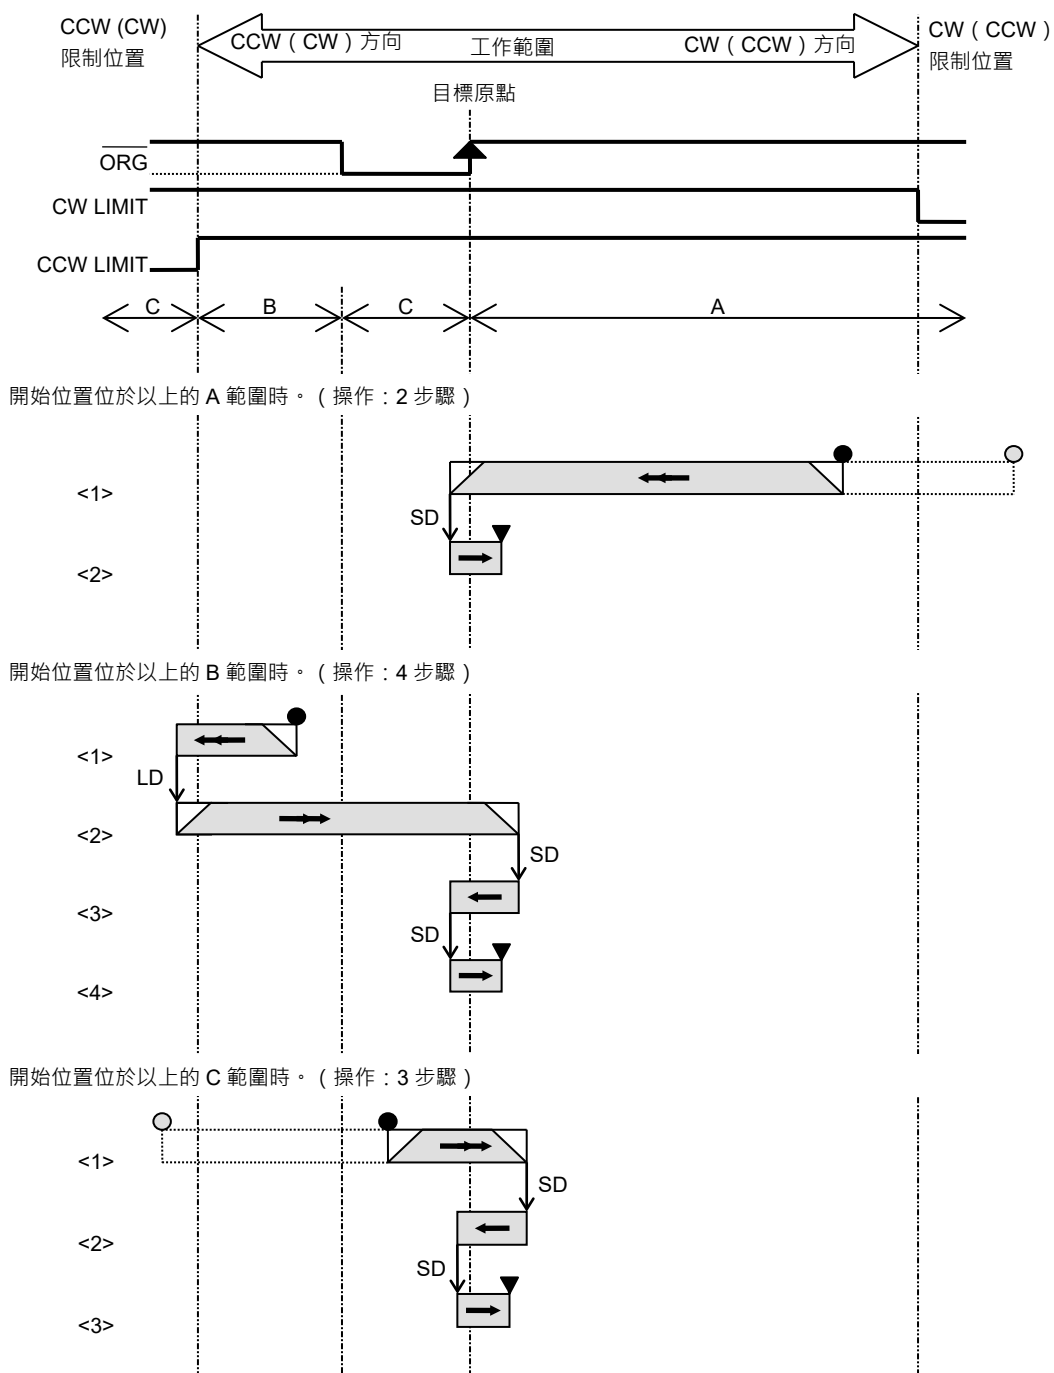 CCW (CW)
限制位置
CCW（CW）方向
工作範圍
CW（CCW）方向
CW（CCW）
限制位置
目標原點
ORG
CW LIMIT
CCW LIMIT
C
B
C
A
開始位置位於以上的 A 範圍時。（操作：2 步驟）
<1>
SD
<2>
開始位置位於以上的 B 範圍時。（操作：4 步驟）
<1>
LD
<2>
SD
<3>
SD
<4>
開始位置位於以上的 C 範圍時。（操作：3 步驟）
<1>
SD
<2>
SD
<3>